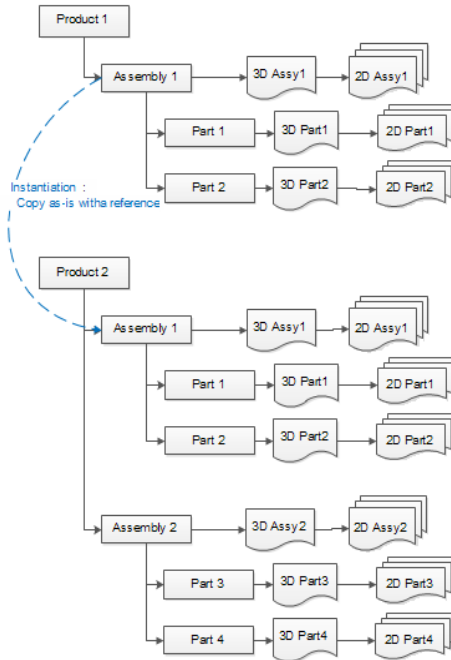 Product 1
Assembly 1
3D Assy1
2D Assy1
Part 1
3D Part1
2D Part1
Part 2
3D Part2
2D Part2
Instantiation :
Copy as-is witha reference
Product 2
Assembly 1
3D Assy1
2D Assy1
Part 1
3D Part1
2D Part1
Part 2
3D Part2
2D Part2
Assembly 2
3D Assy2
2D Assy2
Part 3
3D Part3
2D Part3
Part 4
3D Part4
2D Part4